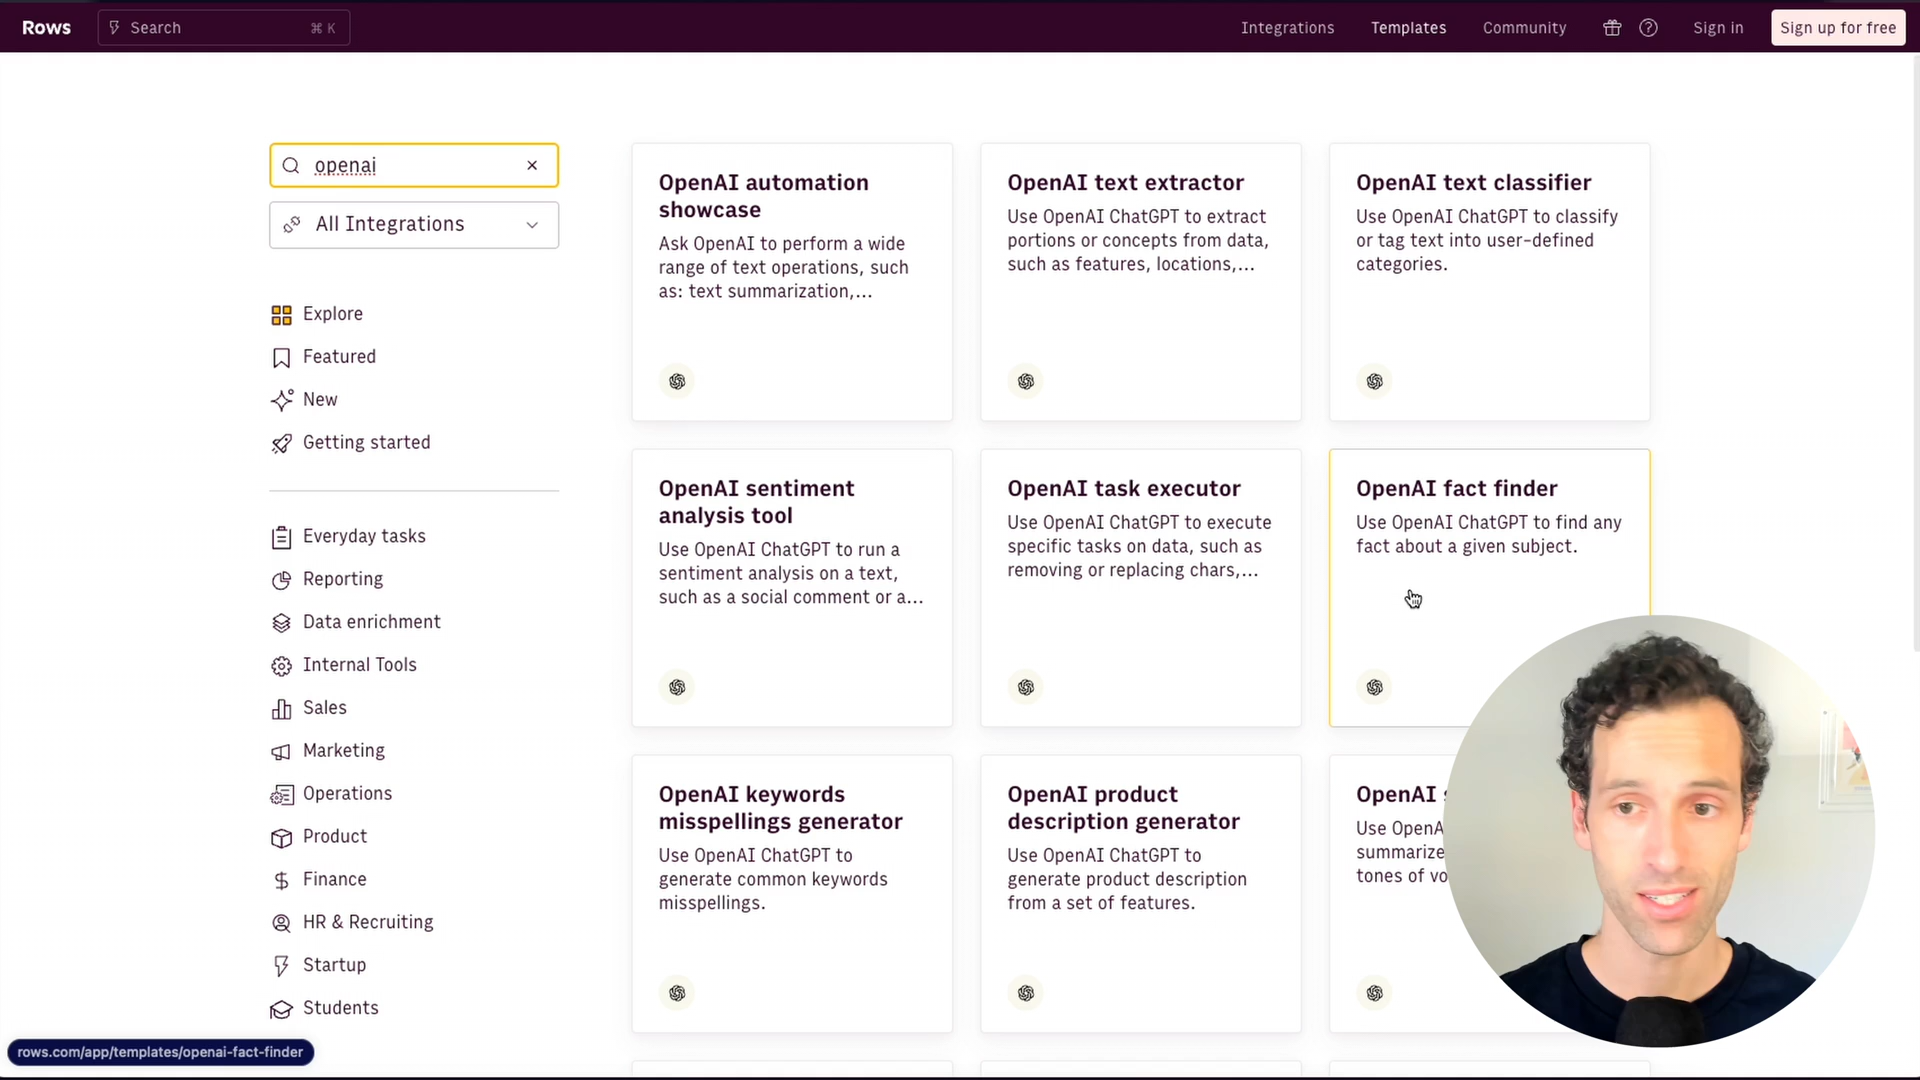 Rows
Search
⌘ K
Integrations
Templates
Community
Sign in
Sign up for free
openai
All Integrations
Explore
Featured
New
Getting started
Everyday tasks
Reporting
Data enrichment
Internal Tools
Sales
Marketing
Operations
Product
Finance
HR & Recruiting
Startup
Students
OpenAI automation
showcase
Ask OpenAI to perform a wide
range of text operations, such
as: text summarization,...
OpenAI text extractor
Use OpenAI ChatGPT to extract
portions or concepts from data,
such as features, locations,...
OpenAI text classifier
Use OpenAI ChatGPT to classify
or tag text into user-defined
categories.
OpenAI sentiment
analysis tool
Use OpenAI ChatGPT to run a
sentiment analysis on a text,
such as a social comment or a...
OpenAI task executor
Use OpenAI ChatGPT to execute
specific tasks on data, such as
removing or replacing chars,...
OpenAI fact finder
Use OpenAI ChatGPT to find any
fact about a given subject.
OpenAI keywords
misspellings generator
Use OpenAI ChatGPT to
generate common keywords
misspellings.
OpenAI product
description generator
Use OpenAI ChatGPT to
generate product description
from a set of features.
OpenAI
Use
summarize
tones of
rows.com/app/templates/openai-fact-finder